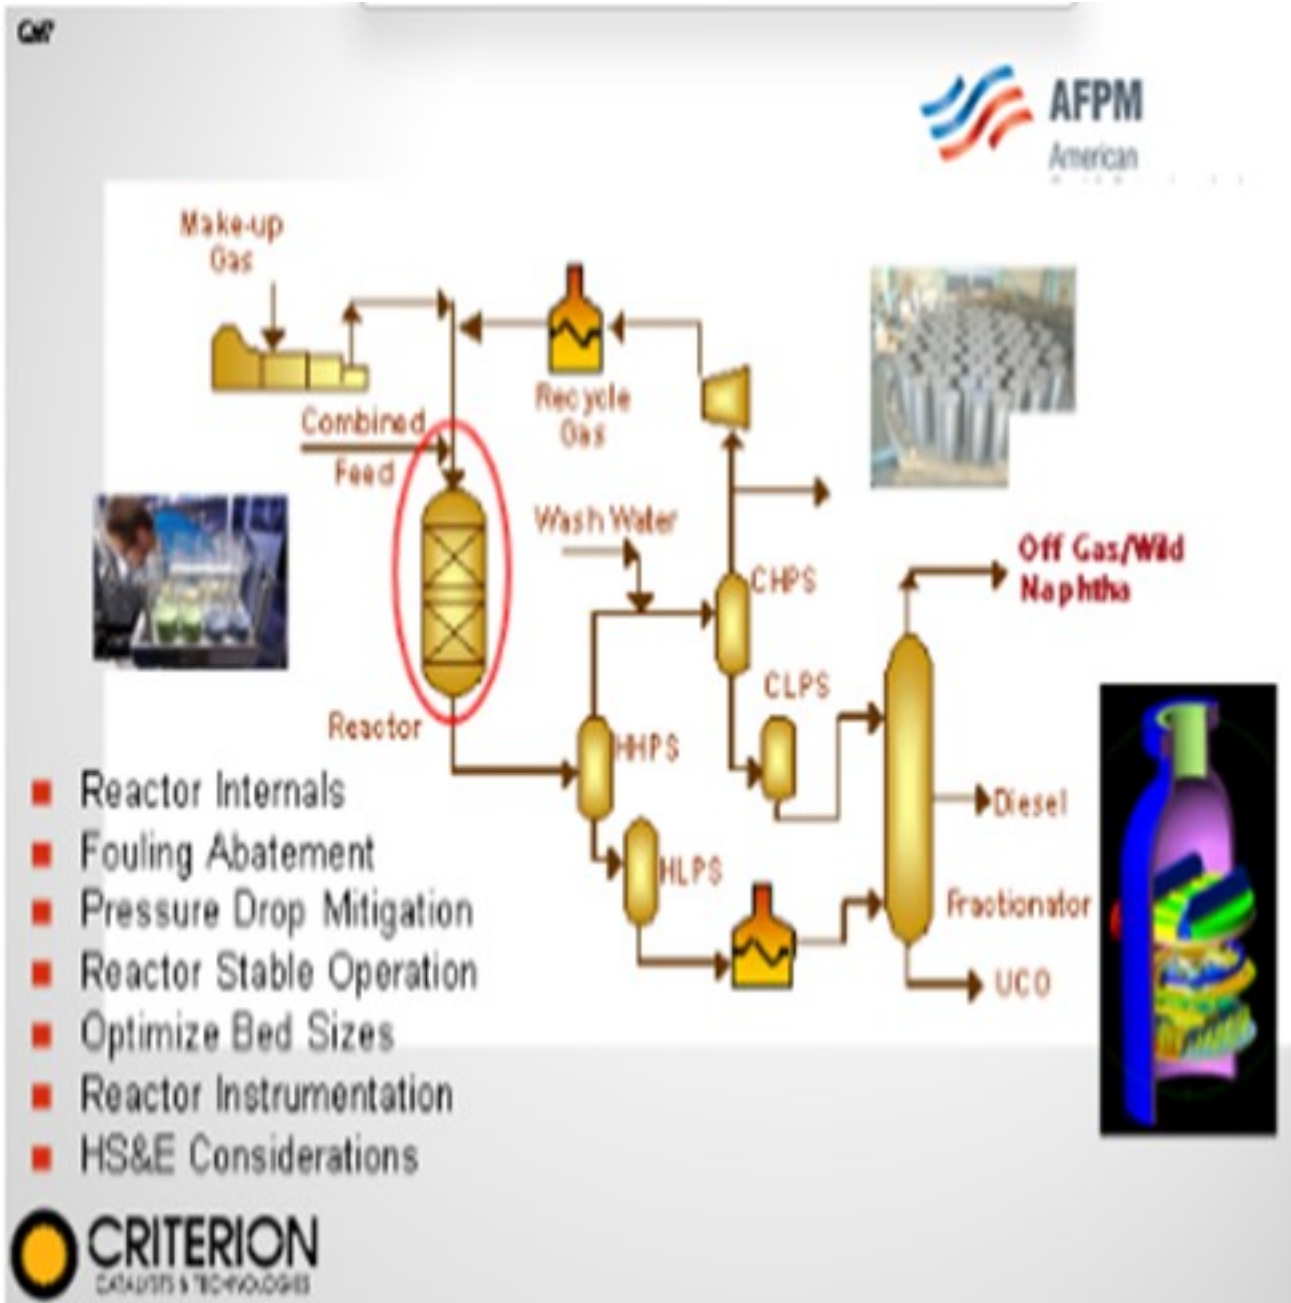 AFPM
American
Make-up
Gas
Combined
Feed
Recycle
Gas
Wash Water
CHPS
Off Gas/Wild
Naphtha
CLPS
Reactor
HHPS
Diesel
HLPS
Fractionator
UCO
Reactor Internals
Fouling Abatement
Pressure Drop Mitigation
Reactor Stable Operation
Optimize Bed Sizes
Reactor Instrumentation
HS&E Considerations
CRITERION
CATALYSTS & TECHNOLOGIES